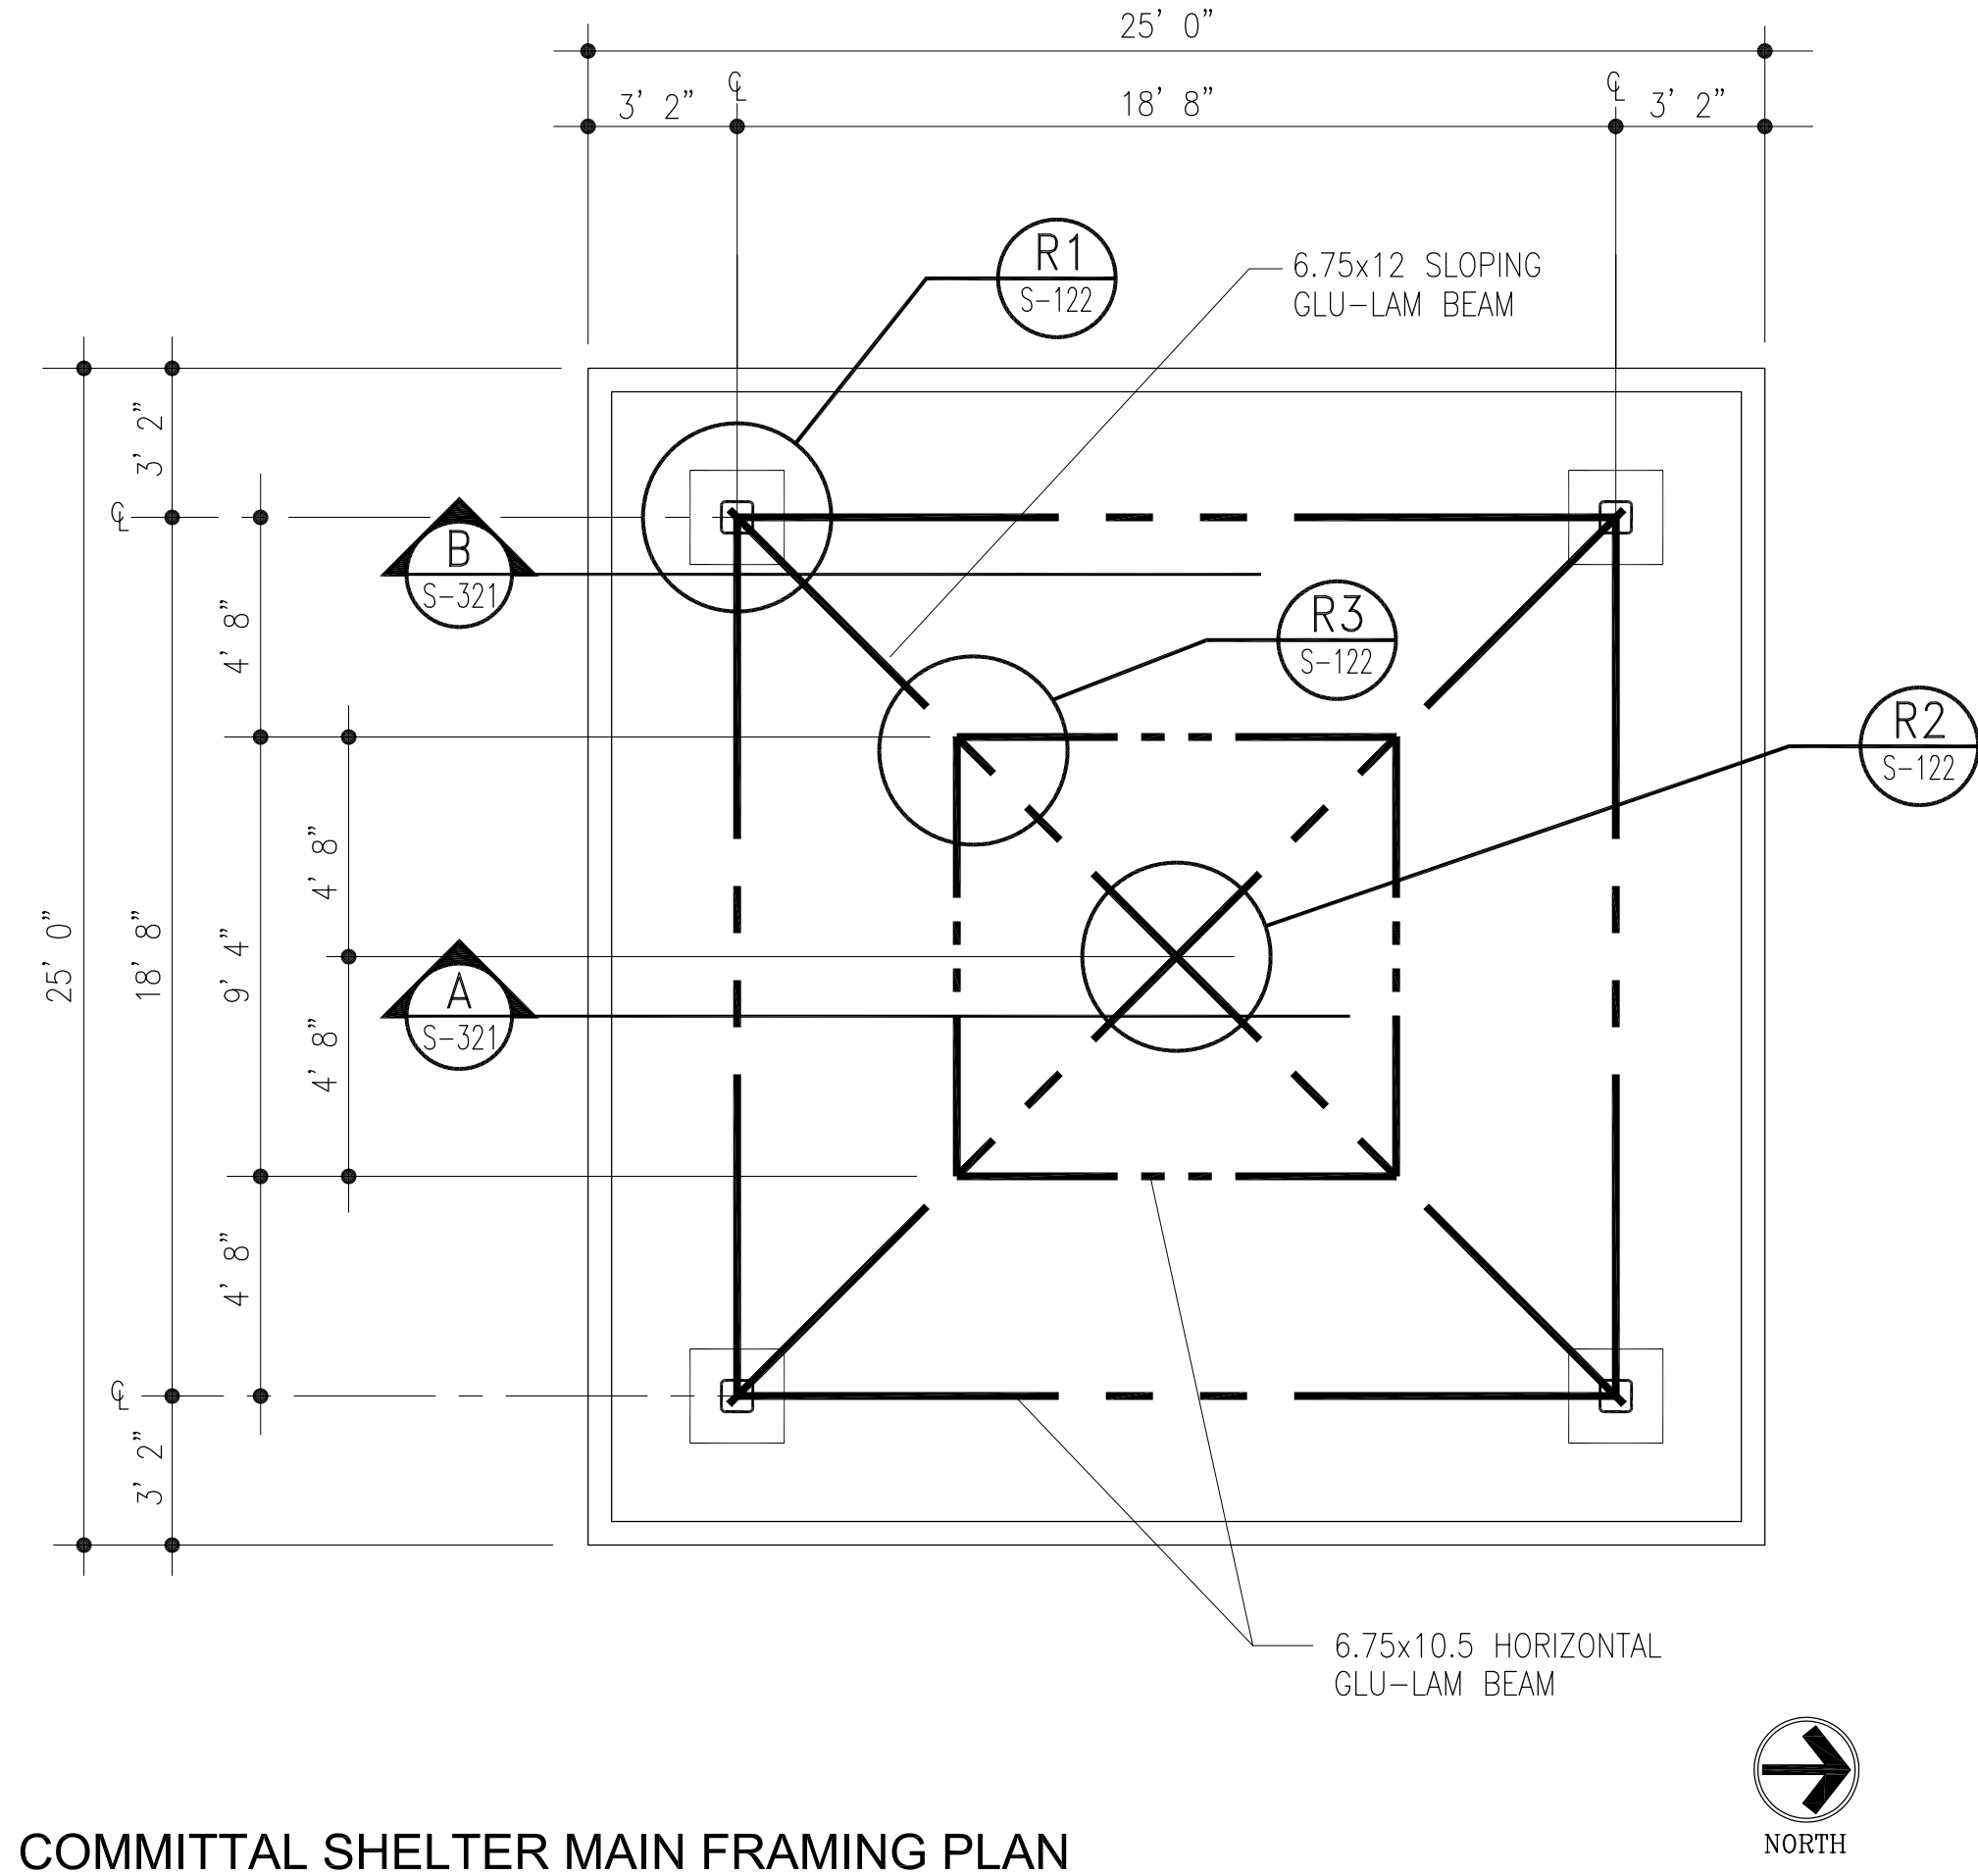 25' 0"
3' 2"
℄
18' 8"
℄
3' 2"
R1
S-122
6.75x12 SLOPING
GLU-LAM BEAM
3' 2"
℄
B
S-321
4' 8"
R3
S-122
R2
S-122
4' 8"
25' 0"
18' 8"
9' 4"
A
S-321
4' 8"
4' 8"
℄
3' 2"
6.75x10.5 HORIZONTAL
GLU-LAM BEAM
NORTH
COMMITTAL SHELTER MAIN FRAMING PLAN